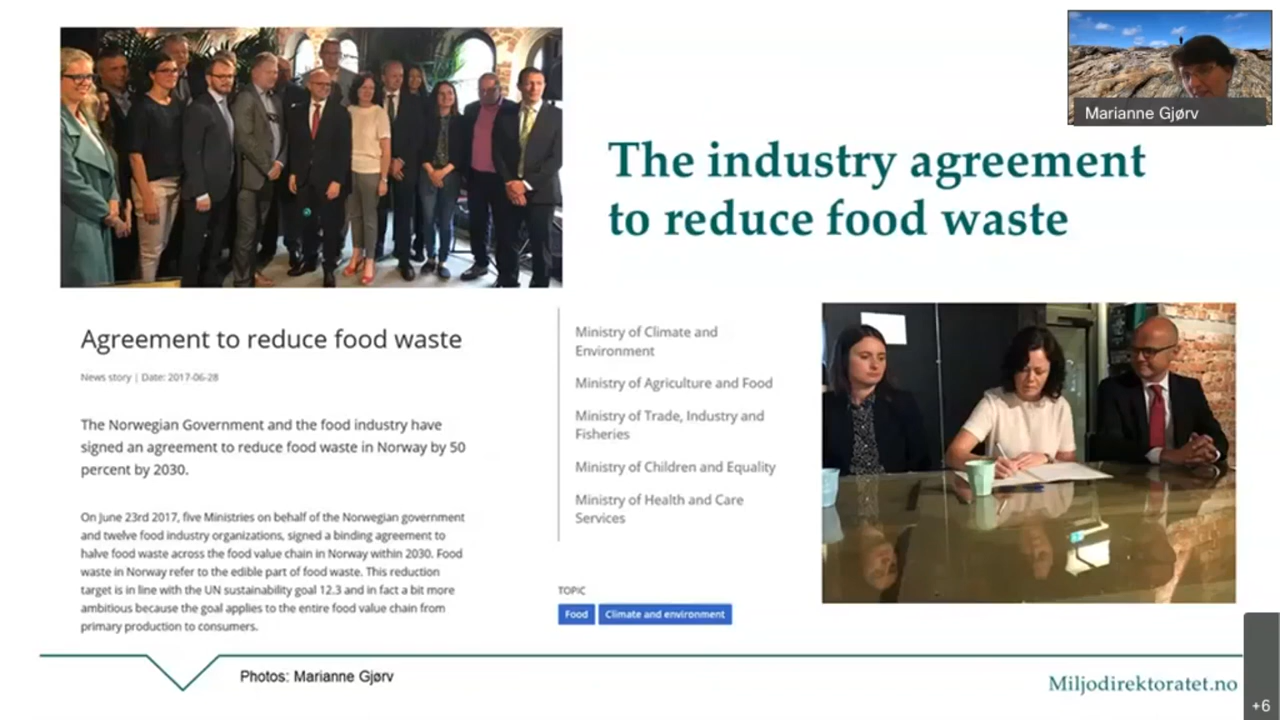 Marianne Gjørv
The industry agreement
to reduce food waste
Agreement to reduce food waste
News story | Date: 2017-06-28
The Norwegian Government and the food industry have
signed an agreement to reduce food waste in Norway by 50
percent by 2030.
On June 23rd 2017, five Ministries on behalf of the Norwegian government
and twelve food industry organizations, signed a binding agreement to
halve food waste across the food value chain in Norway within 2030. Food
waste in Norway refer to the edible part of food waste. This reduction
target is in line with the UN sustainability goal 12.3 and in fact a bit more
ambitious because the goal applies to the entire food value chain from
primary production to consumers.
Ministry of Climate and
Environment
Ministry of Agriculture and Food
Ministry of Trade, Industry and
Fisheries
Ministry of Children and Equality
Ministry of Health and Care
Services
TOPIC
Food
Climate and environment
Photos: Marianne Gjørv
Miljodirektoratet.no
+6